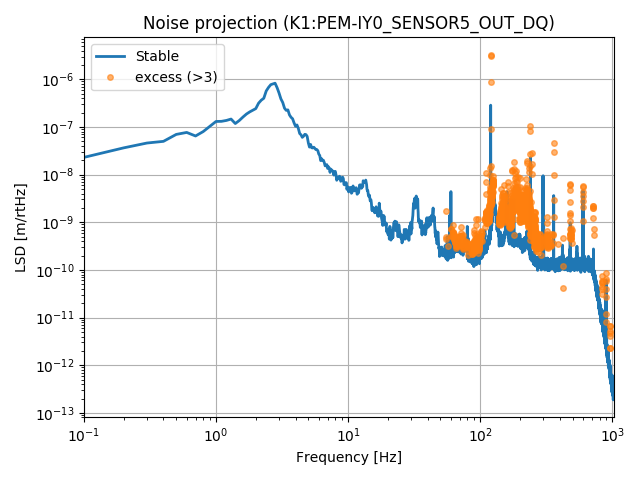 Noise projection (K1:PEM-IY0_SENSOR5_OUT_DQ)
Stable
excess (>3)
LSD [m/rtHz]
10⁻⁶
10⁻⁷
10⁻⁸
10⁻⁹
10⁻¹⁰
10⁻¹¹
10⁻¹²
10⁻¹³
10⁻¹ 10⁰ 10¹ 10² 10³
Frequency [Hz]